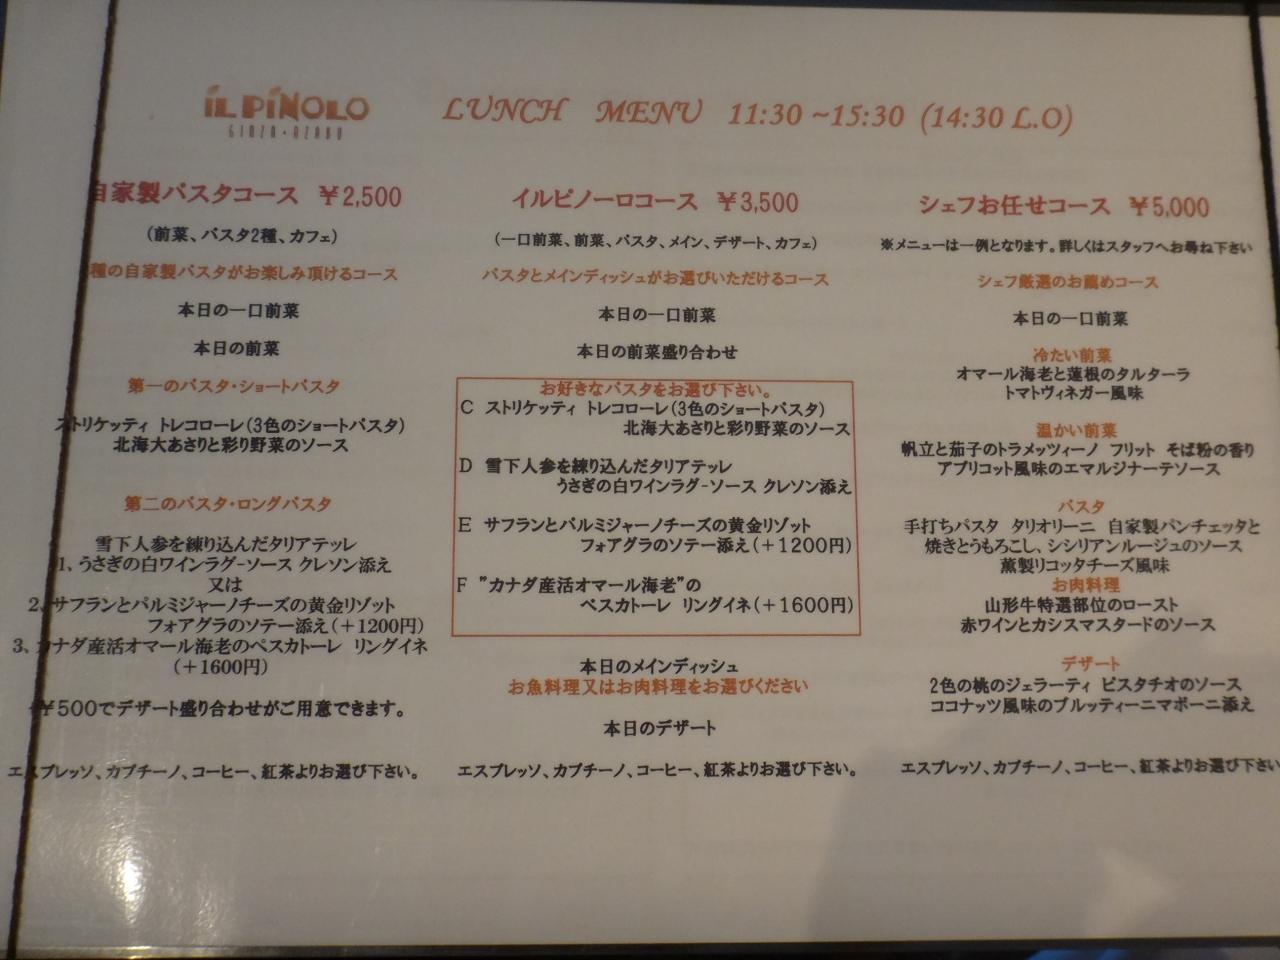 IL PINOLO
GINZA・AZABU
LUNCH MENU 11:30 ~15:30 (14:30 L.O)
自家製パスタコース ￥2,500
(前菜、パスタ2種、カフェ)
種の自家製パスタがお楽しみ頂けるコース
本日の一口前菜
本日の前菜
第一のパスタ・ショートパスタ
ストリケッティ トレコローレ(3色のショートパスタ)
北海大あさりと彩り野菜のソース
第二のパスタ・ロングパスタ
雪下人参を練り込んだタリアテッレ
1、うさぎの白ワインラグ-ソース クレソン添え
又は
2、サフランとパルミジャーノチーズの黄金リゾット
フォアグラのソテー添え(＋1200円)
3、カナダ産活オマール海老のペスカトーレ リングイネ
(＋1600円)
￥500でデザート盛り合わせがご用意できます。
エスプレッソ、カプチーノ、コーヒー、紅茶よりお選び下さい。
イルピノーロコース ￥3,500
(一口前菜、前菜、パスタ、メイン、デザート、カフェ)
パスタとメインディッシュがお選びいただけるコース
本日の一口前菜
本日の前菜盛り合わせ
お好きなパスタをお選び下さい。
C ストリケッティ トレコローレ(3色のショートパスタ)
北海大あさりと彩り野菜のソース
D 雪下人参を練り込んだタリアテッレ
うさぎの白ワインラグ-ソース クレソン添え
E サフランとパルミジャーノチーズの黄金リゾット
フォアグラのソテー添え(＋1200円)
F ”カナダ産活オマール海老”の
ペスカトーレ リングイネ(＋1600円)
本日のメインディッシュ
お魚料理又はお肉料理をお選びください
本日のデザート
エスプレッソ、カプチーノ、コーヒー、紅茶よりお選び下さい。
シェフお任せコース ￥5,000
※メニューは一例となります。詳しくはスタッフへお尋ね下さい
シェフ厳選のお薦めコース
本日の一口前菜
冷たい前菜
オマール海老と蓮根のタルターラ
トマトヴィネガー風味
温かい前菜
帆立と茄子のトラメッツィーノ フリット そば粉の香り
アプリコット風味のエマルジナーテソース
パスタ
手打ちパスタ タリオリーニ 自家製パンチェッタと
焼きとうもろこし、シシリアンルージュのソース
薫製リコッタチーズ風味
お肉料理
山形牛特選部位のロースト
赤ワインとカシスマスタードのソース
デザート
2色の桃のジェラーティ ピスタチオのソース
ココナッツ風味のブルッティーニマボーニ添え
エスプレッソ、カプチーノ、コーヒー、紅茶よりお選び下さい